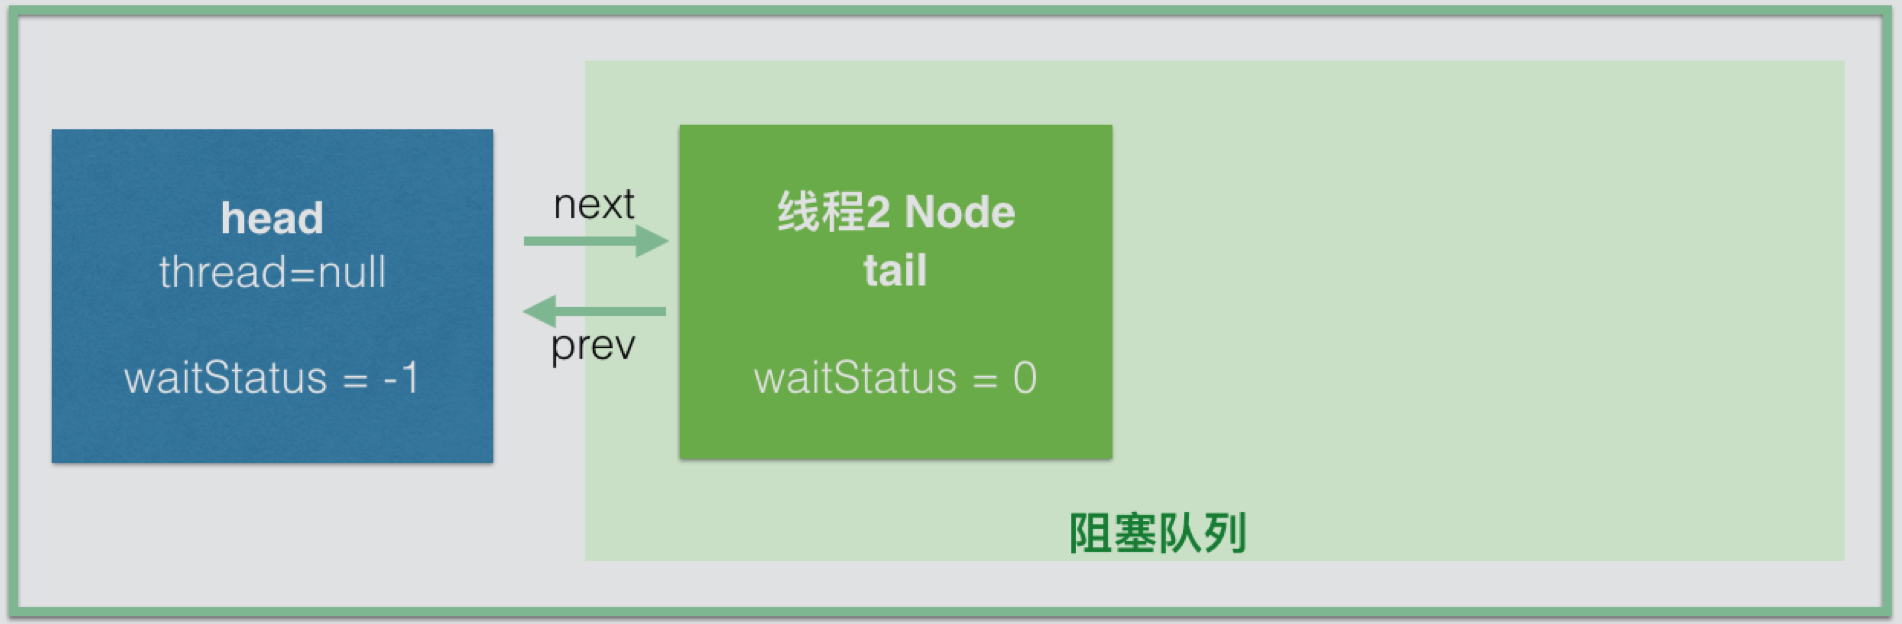 head
thread=null
waitStatus = -1
next
prev
线程2 Node
tail
waitStatus = 0
阻塞队列